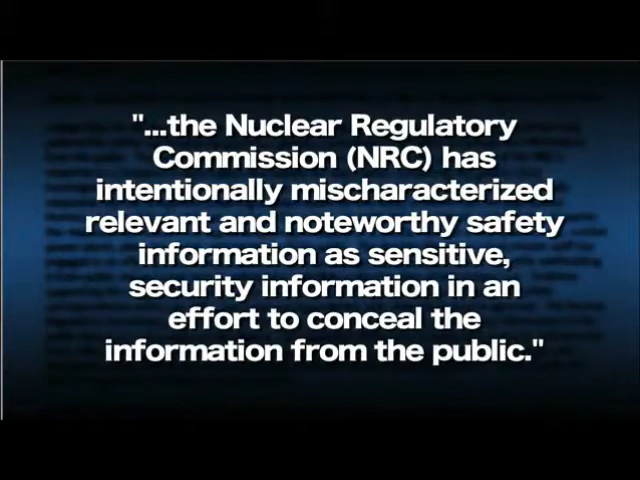 "...the Nuclear Regulatory
Commission (NRC) has
intentionally mischaracterized
relevant and noteworthy safety
information as sensitive,
security information in an
effort to conceal the
information from the public."